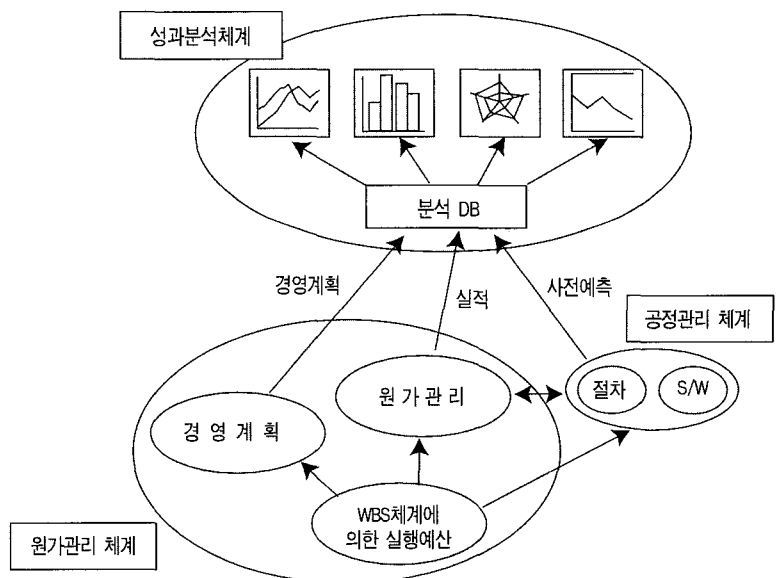 성과분석체계
분석 DB
경영계획
실적
사전예측
공정관리 체계
절차
S/W
원가관리
경영계획
WBS체계에
의한 실행예산
원가관리 체계